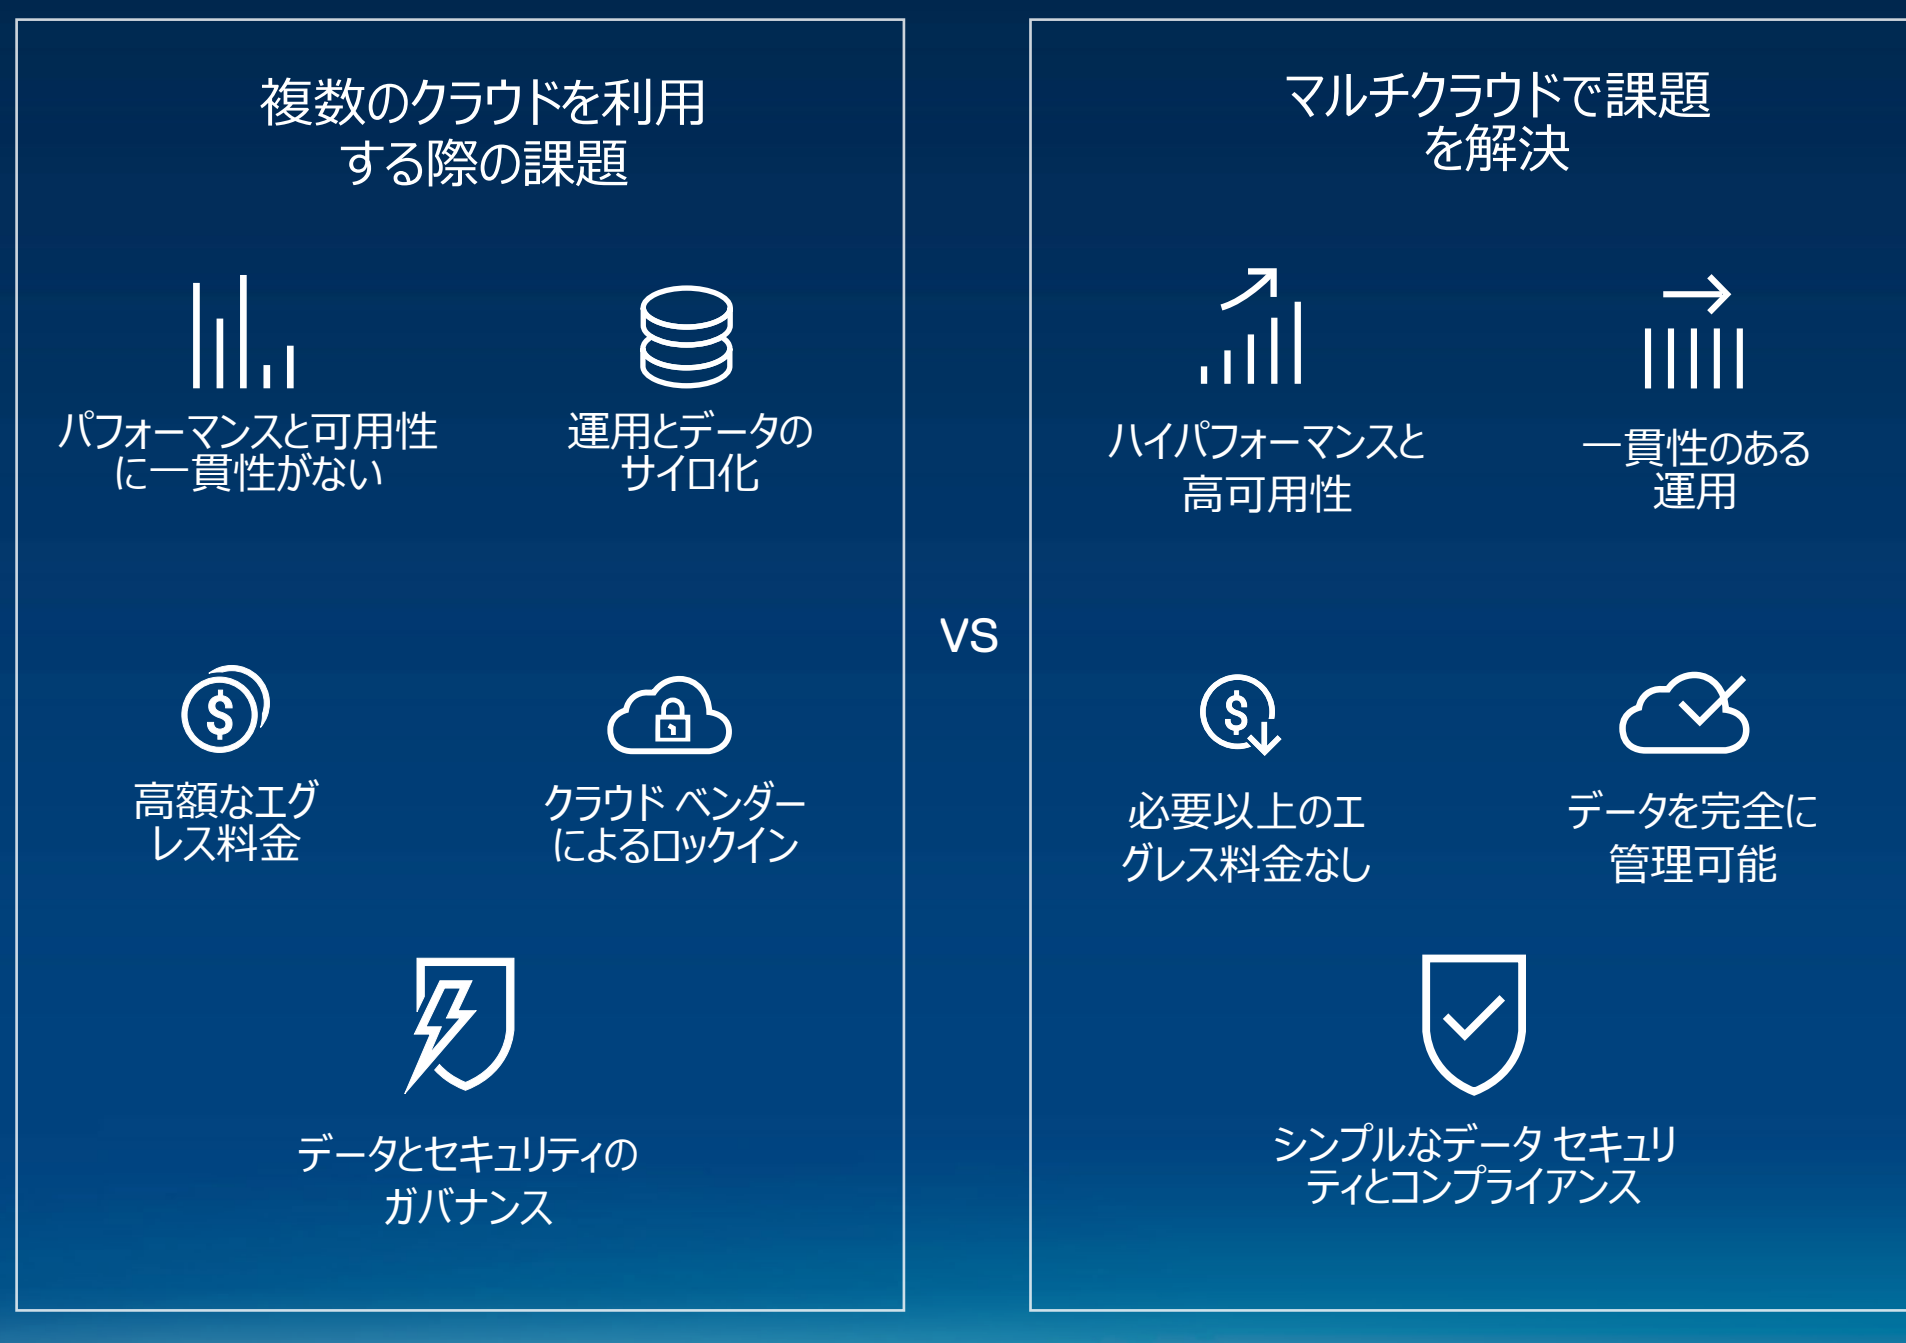 複数のクラウドを利用
する際の課題
パフォーマンスと可用性
に一貫性がない
運用とデータの
サイロ化
高額なエグ
レス料金
クラウド ベンダー
によるロックイン
データとセキュリティの
ガバナンス
VS
マルチクラウドで課題
を解決
ハイパフォーマンスと
高可用性
一貫性のある
運用
必要以上のエ
グレス料金なし
データを完全に
管理可能
シンプルなデータ セキュリ
ティとコンプライアンス